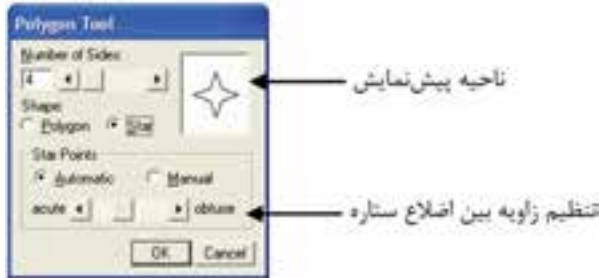 Polygon Tool
Number of Sides:
4
ناحیه پیش‌نمایش
Shape:
Polygon Star
Star Points
Automatic Manual
acute obtuse
تنظیم زاویه بین اضلاع ستاره
OK Cancel